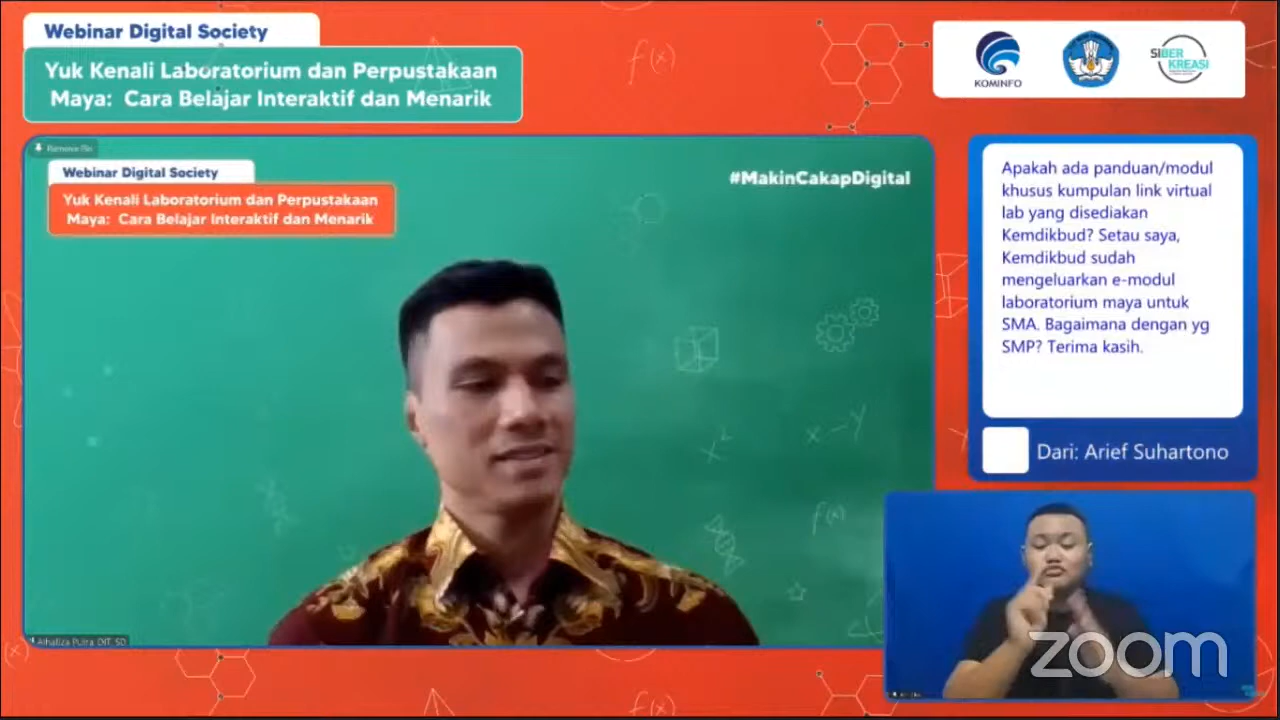 Webinar Digital Society
Yuk Kenali Laboratorium dan Perpustakaan
Maya: Cara Belajar Interaktif dan Menarik
KOMINFO
SIBER
KREASI
Webinar Digital Society
Yuk Kenali Laboratorium dan Perpustakaan
Maya: Cara Belajar Interaktif dan Menarik
#MakinCakapDigital
Apakah ada panduan/modul
khusus kumpulan link virtual
lab yang disediakan
Kemdikbud? Setau saya,
Kemdikbud sudah
mengeluarkan e-modul
laboratorium maya untuk
SMA. Bagaimana dengan yg
SMP? Terima kasih.
Dari: Arief Suhartono
f(x)
x-y
x²
f(x)
zoom
(x)
f(x)